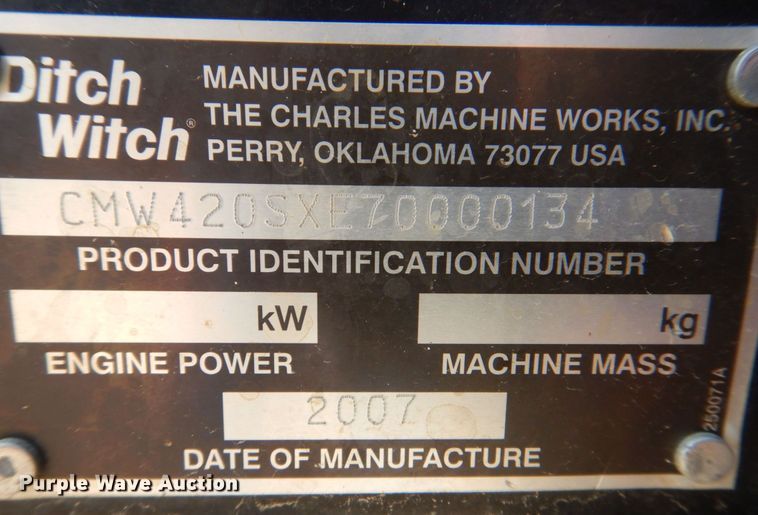 Ditch
Witch®
MANUFACTURED BY
THE CHARLES MACHINE WORKS, INC.
PERRY, OKLAHOMA 73077 USA
CMW420SXE70000134
PRODUCT IDENTIFICATION NUMBER
kW
kg
ENGINE POWER
MACHINE MASS
2007
DATE OF MANUFACTURE
250071A
Purple Wave Auction